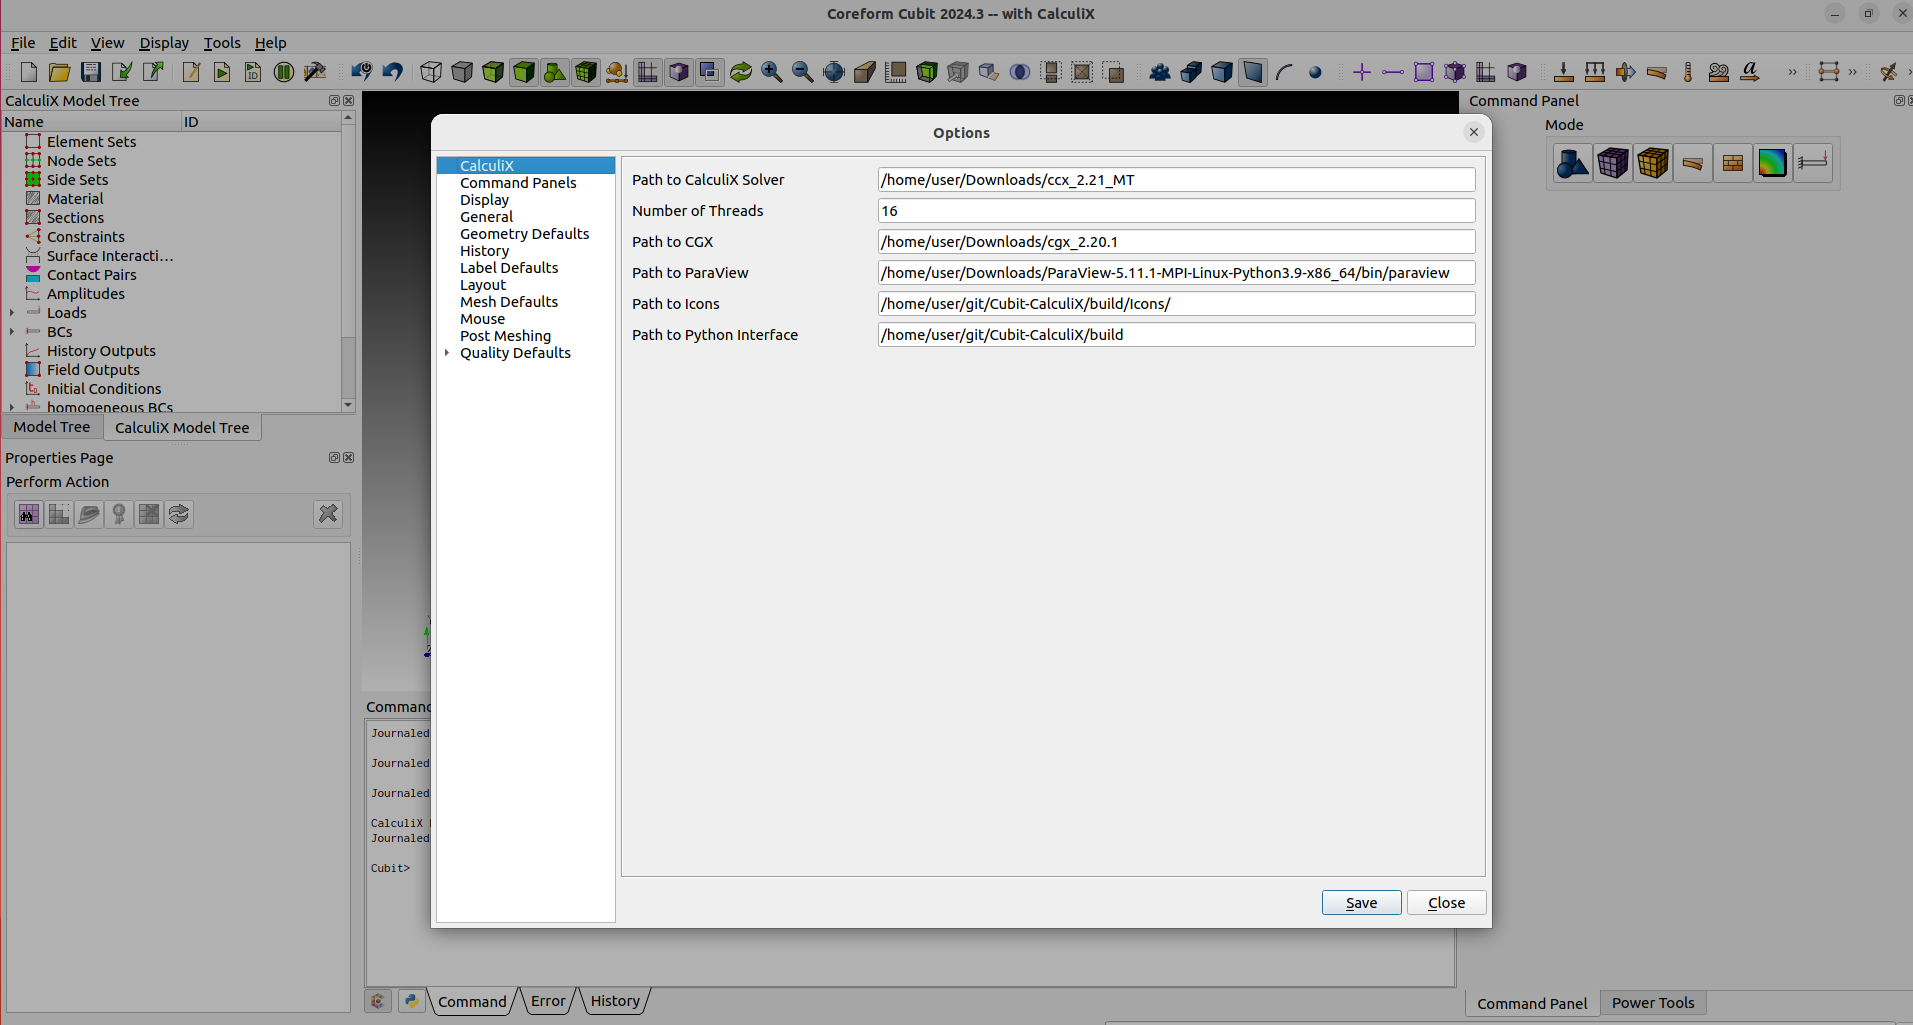 Coreform Cubit 2024.3 -- with CalculiX
File Edit View Display Tools Help
ID
a
»
»
CalculiX Model Tree
Name ID
Element Sets
Node Sets
Side Sets
Material
Sections
Constraints
Surface Interacti...
Contact Pairs
Amplitudes
Loads
BCs
History Outputs
Field Outputs
Initial Conditions
homogeneous BCs
Model Tree
CalculiX Model Tree
Properties Page
Perform Action
Options
CalculiX
Command Panels
Display
General
Geometry Defaults
History
Label Defaults
Layout
Mesh Defaults
Mouse
Post Meshing
Quality Defaults
Path to CalculiX Solver /home/user/Downloads/ccx_2.21_MT
Number of Threads 16
Path to CGX /home/user/Downloads/cgx_2.20.1
Path to ParaView /home/user/Downloads/ParaView-5.11.1-MPI-Linux-Python3.9-x86_64/bin/paraview
Path to Icons /home/user/git/Cubit-CalculiX/build/Icons/
Path to Python Interface /home/user/git/Cubit-CalculiX/build
Save Close
Command
Journaled
Journaled
Journaled
CalculiX
Journaled
Cubit>
Command Error History
Command Panel
Mode
Command Panel Power Tools